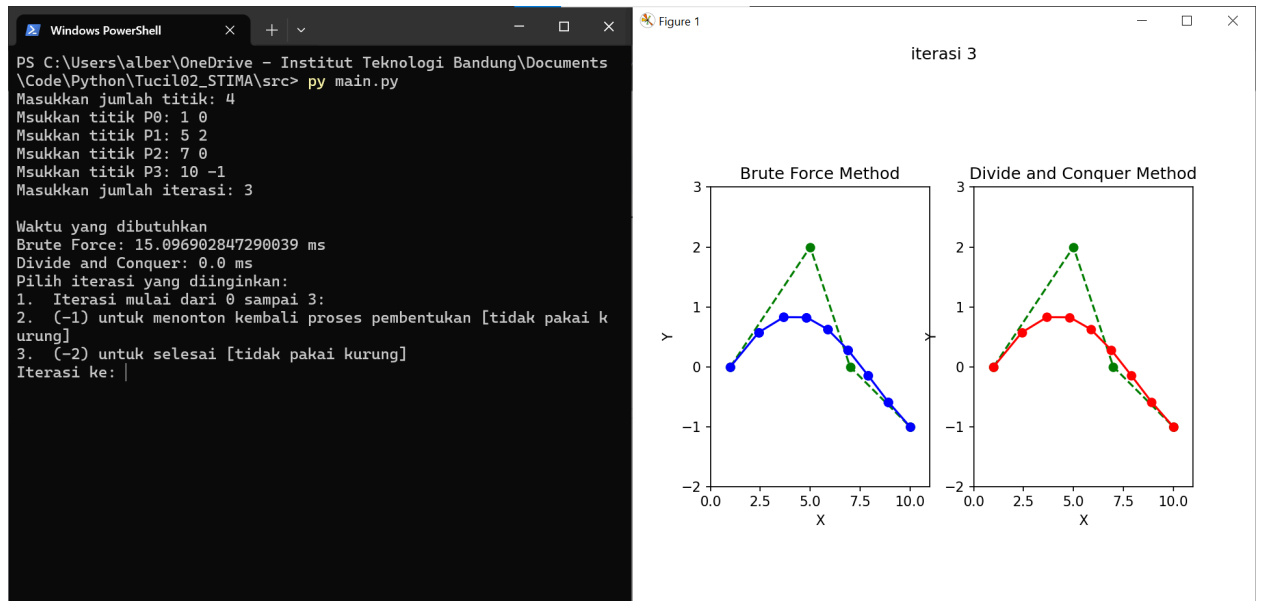 Windows PowerShell
PS C:\Users\alber\OneDrive - Institut Teknologi Bandung\Documents
\Code\Python\Tucil02_STIMA\src> py main.py
Masukkan jumlah titik: 4
Msukkan titik P0: 1 0
Msukkan titik P1: 5 2
Msukkan titik P2: 7 0
Msukkan titik P3: 10 -1
Masukkan jumlah iterasi: 3
Waktu yang dibutuhkan
Brute Force: 15.096902847290039 ms
Divide and Conquer: 0.0 ms
Pilih iterasi yang diinginkan:
1.  Iterasi mulai dari 0 sampai 3:
2.  (-1) untuk menonton kembali proses pembentukan [tidak pakai k
urung]
3.  (-2) untuk selesai [tidak pakai kurung]
Iterasi ke:
Figure 1
iterasi 3
Brute Force Method
3
2
1
0
−1
−2
Y
0.0 2.5 5.0 7.5 10.0
X
Divide and Conquer Method
3
2
1
0
−1
−2
Y
0.0 2.5 5.0 7.5 10.0
X